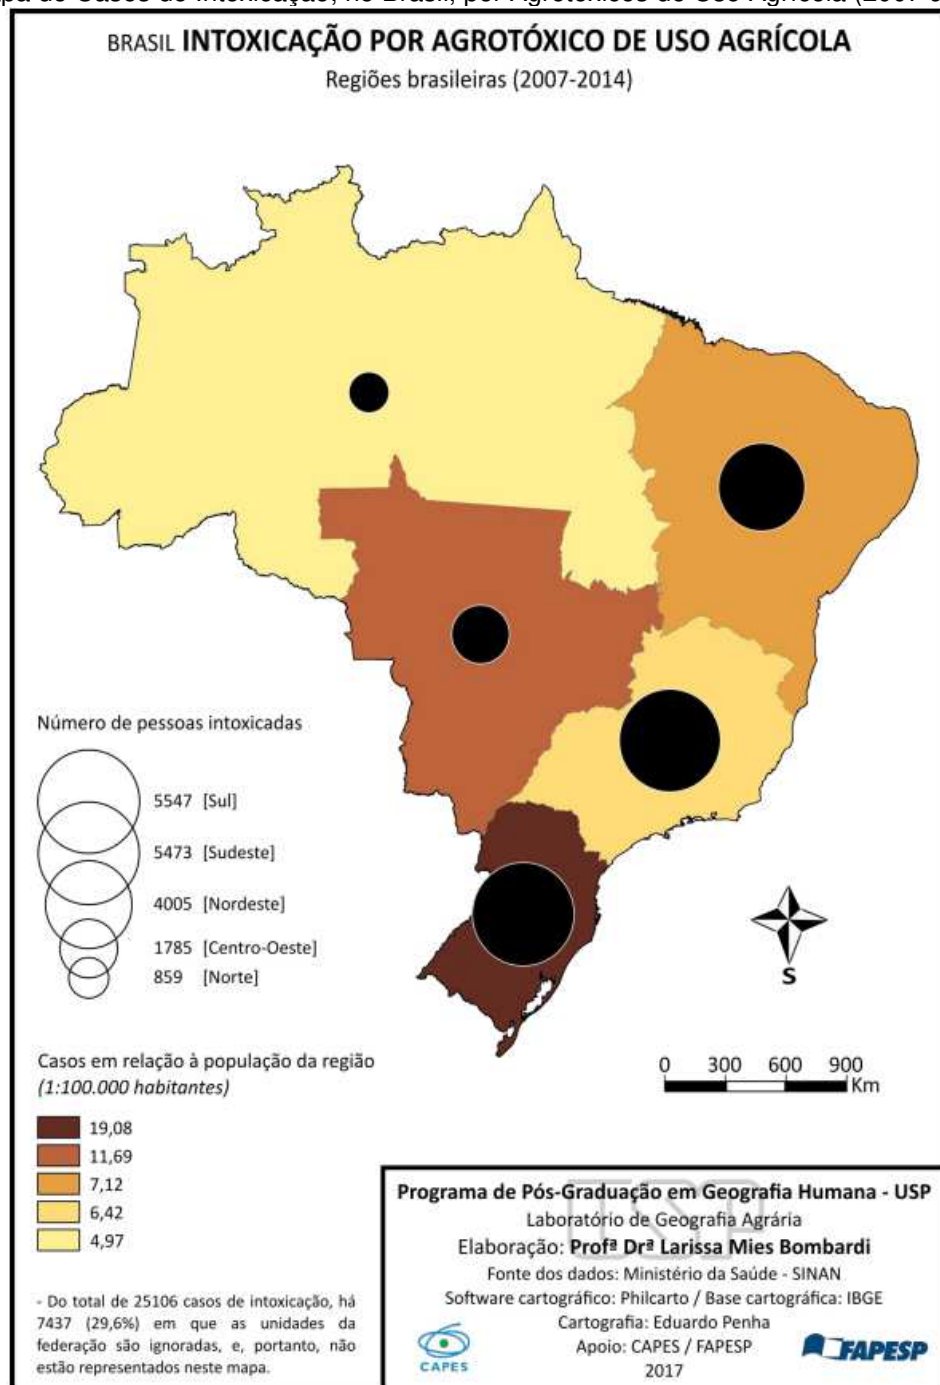 BRASIL INTOXICAÇÃO POR AGROTÓXICO DE USO AGRÍCOLA
Regiões brasileiras (2007-2014)
Número de pessoas intoxicadas
5547 [Sul]
5473 [Sudeste]
4005 [Nordeste]
1785 [Centro-Oeste]
859 [Norte]
S
0 300 600 900
Km
Casos em relação à população da região
(1:100.000 habitantes)
19,08
11,69
7,12
6,42
4,97
- Do total de 25106 casos de intoxicação, há
7437 (29,6%) em que as unidades da
federação são ignoradas, e, portanto, não
estão representados neste mapa.
USP
Programa de Pós-Graduação em Geografia Humana - USP
Laboratório de Geografia Agrária
Elaboração: Profª Drª Larissa Mies Bombardi
Fonte dos dados: Ministério da Saúde - SINAN
Software cartográfico: Philcarto / Base cartográfica: IBGE
Cartografia: Eduardo Penha
Apoio: CAPES / FAPESP
2017
CAPES
FAPESP